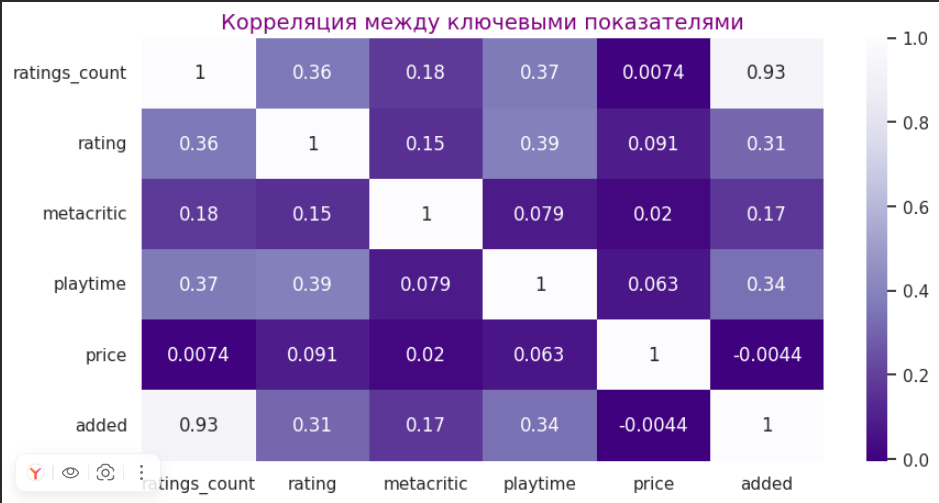 Корреляция между ключевыми показателями
ratings_count 1 0.36 0.18 0.37 0.0074 0.93
rating 0.36 1 0.15 0.39 0.091 0.31
metacritic 0.18 0.15 1 0.079 0.02 0.17
playtime 0.37 0.39 0.079 1 0.063 0.34
price 0.0074 0.091 0.02 0.063 1 -0.0044
added 0.93 0.31 0.17 0.34 -0.0044 1
atings_count rating metacritic playtime price added
1.0
0.8
0.6
0.4
0.2
0.0
Y